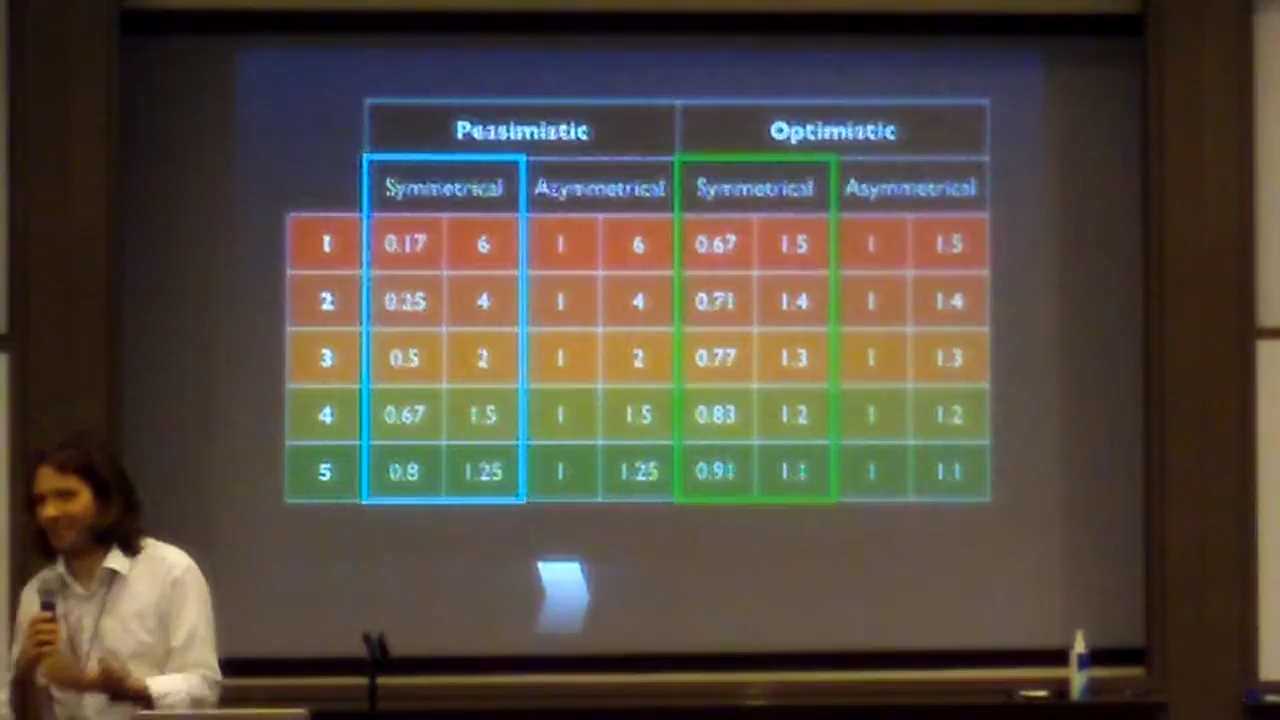 Pessimistic Optimistic
Symmetrical Asymmetrical Symmetrical Asymmetrical
1 0.17 6 1 6 0.67 1.5 1 1.5
2 0.25 4 1 4 0.71 1.4 1 1.4
3 0.5 2 1 2 0.77 1.3 1 1.3
4 0.67 1.5 1 1.5 0.83 1.2 1 1.2
5 0.8 1.25 1 1.25 0.91 1.1 1 1.1